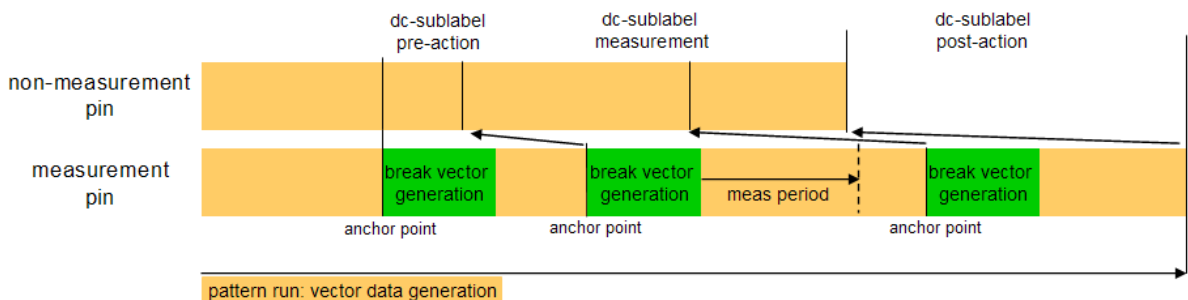 dc-sublabel
pre-action
dc-sublabel
measurement
dc-sublabel
post-action
non-measurement
pin
measurement
pin
break vector
generation
break vector
generation
meas period
break vector
generation
anchor point
anchor point
anchor point
pattern run: vector data generation